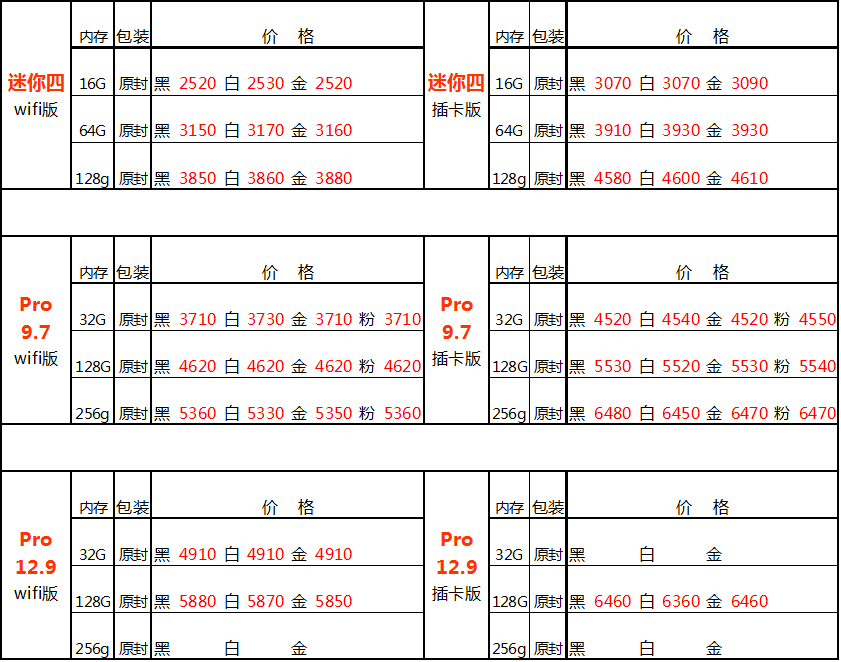 内存 包装 价 格 内存 包装 价 格
迷你四 16G 原封 黑 2520 白 2530 金 2520 迷你四 16G 原封 黑 3070 白 3070 金 3090
wifi版 64G 原封 黑 3150 白 3170 金 3160 插卡版 64G 原封 黑 3910 白 3930 金 3930
128g 原封 黑 3850 白 3860 金 3880 128g 原封 黑 4580 白 4600 金 4610
内存 包装 价 格 内存 包装 价 格
Pro 32G 原封 黑 3710 白 3730 金 3710 粉 3710 Pro 32G 原封 黑 4520 白 4540 金 4520 粉 4550
9.7 9.7
wifi版 128G 原封 黑 4620 白 4620 金 4620 粉 4620 插卡版 128G 原封 黑 5530 白 5520 金 5530 粉 5540
256g 原封 黑 5360 白 5330 金 5350 粉 5360 256g 原封 黑 6480 白 6450 金 6470 粉 6470
内存 包装 价 格 内存 包装 价 格
Pro 32G 原封 黑 4910 白 4910 金 4910 Pro 32G 原封 黑 白 金
12.9 12.9
wifi版 128G 原封 黑 5880 白 5870 金 5850 插卡版 128G 原封 黑 6460 白 6360 金 6460
256g 原封 黑 白 金 256g 原封 黑 白 金